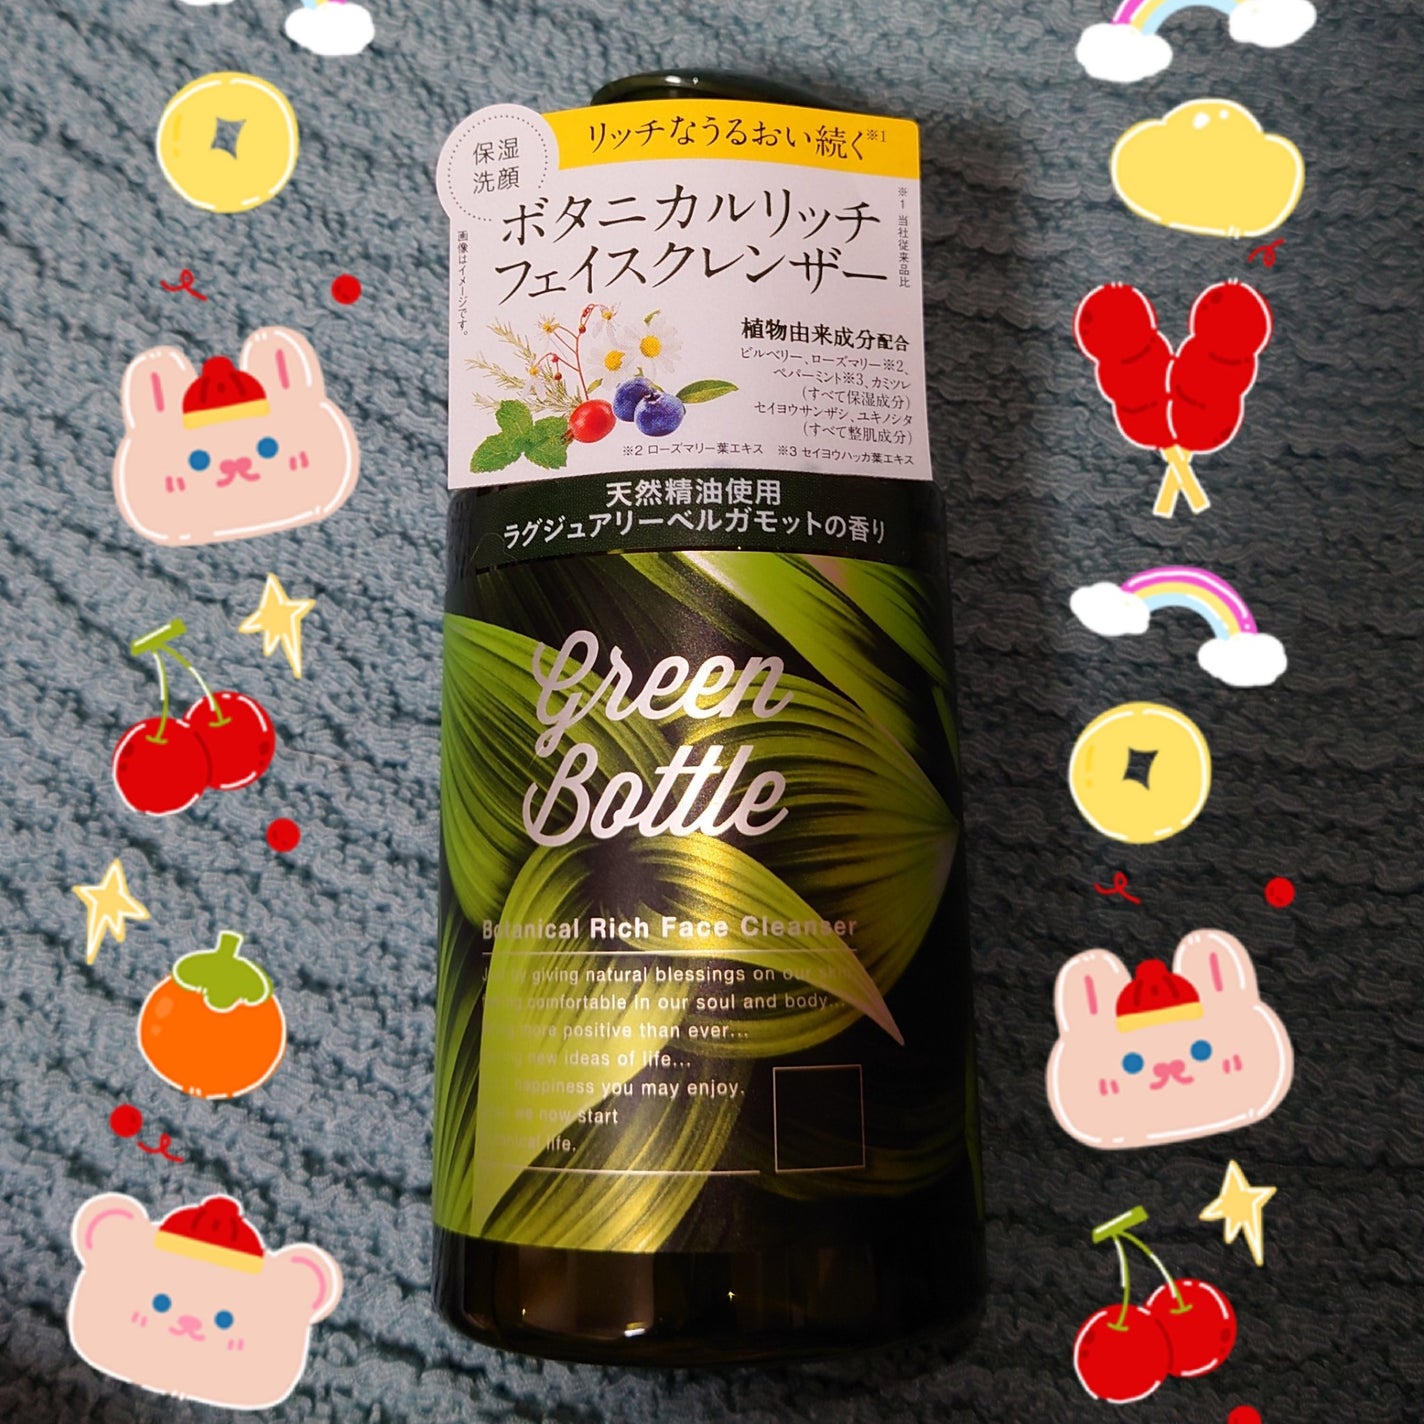 保湿
洗顔
リッチなうるおい続く※1
ボタニカルリッチ
フェイスクレンザー
※1 当社従来品比
画像はイメージです。
植物由来成分配合
ビルベリー、ローズマリー※2、
ペパーミント※3、カミツレ
(すべて保湿成分)
セイヨウサンザシ、ユキノシタ
(すべて整肌成分)
※2 ローズマリー葉エキス ※3 セイヨウハッカ葉エキス
天然精油使用
ラグジュアリーベルガモットの香り
Green
Bottle
Botanical Rich Face Cleanser
giving natural blessings on our skin
comfortable in our soul and body...
more positive than ever...
new ideas of life...
happiness you may enjoy.
we now start
life.